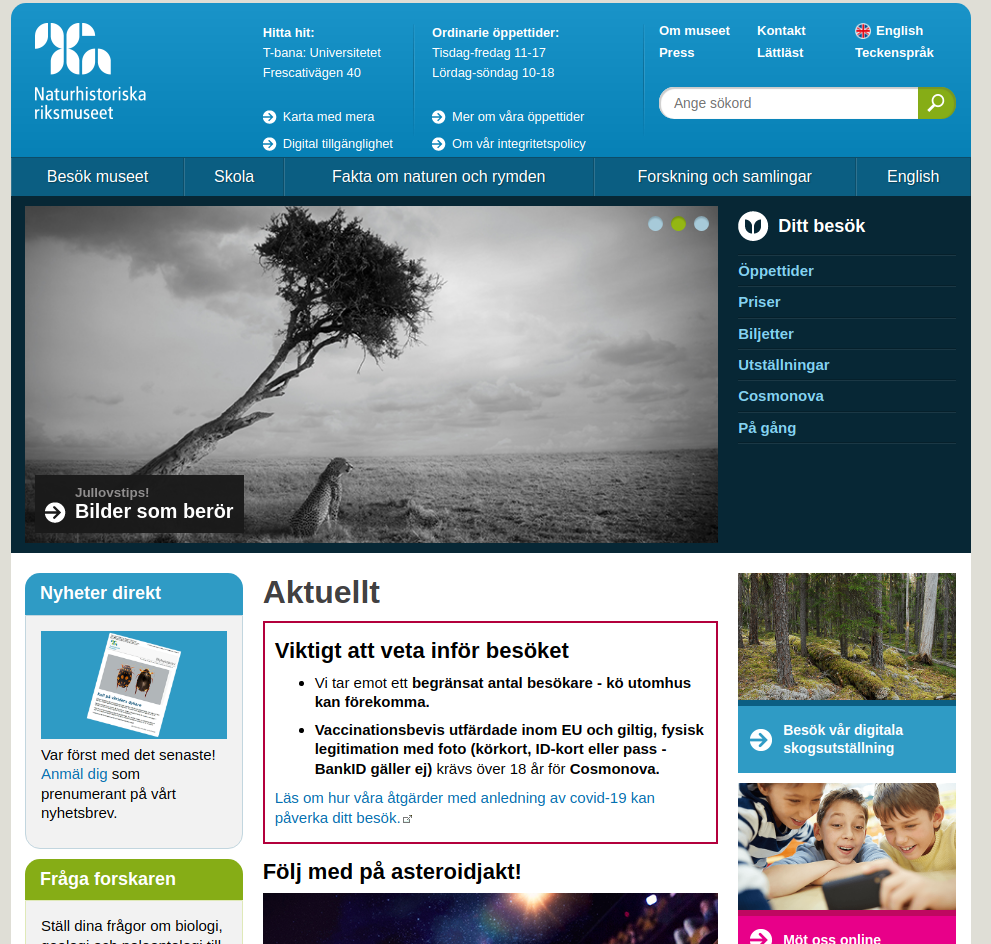 Naturhistoriska
riksmuseet
Hitta hit:
T-bana: Universitetet
Frescativägen 40
Karta med mera
Digital tillgänglighet
Ordinarie öppettider:
Tisdag-fredag 11-17
Lördag-söndag 10-18
Mer om våra öppettider
Om vår integritetspolicy
Om museet
Kontakt
English
Press
Lättläst
Teckenspråk
Ange sökord
Besök museet
Skola
Fakta om naturen och rymden
Forskning och samlingar
English
Jullovstips!
Bilder som berör
Ditt besök
Öppettider
Priser
Biljetter
Utställningar
Cosmonova
På gång
Nyheter direkt
Var först med det senaste!
Anmäl dig som
prenumerant på vårt
nyhetsbrev.
Fråga forskaren
Ställ dina frågor om biologi,
geologi och paleontologi till
Aktuellt
Viktigt att veta inför besöket
Vi tar emot ett begränsat antal besökare - kö utomhus
kan förekomma.
Vaccinationsbevis utfärdade inom EU och giltig, fysisk
legitimation med foto (körkort, ID-kort eller pass -
BankID gäller ej) krävs över 18 år för Cosmonova.
Läs om hur våra åtgärder med anledning av covid-19 kan
påverka ditt besök.
Följ med på asteroidjakt!
Besök vår digitala
skogsutställning
Möt oss online